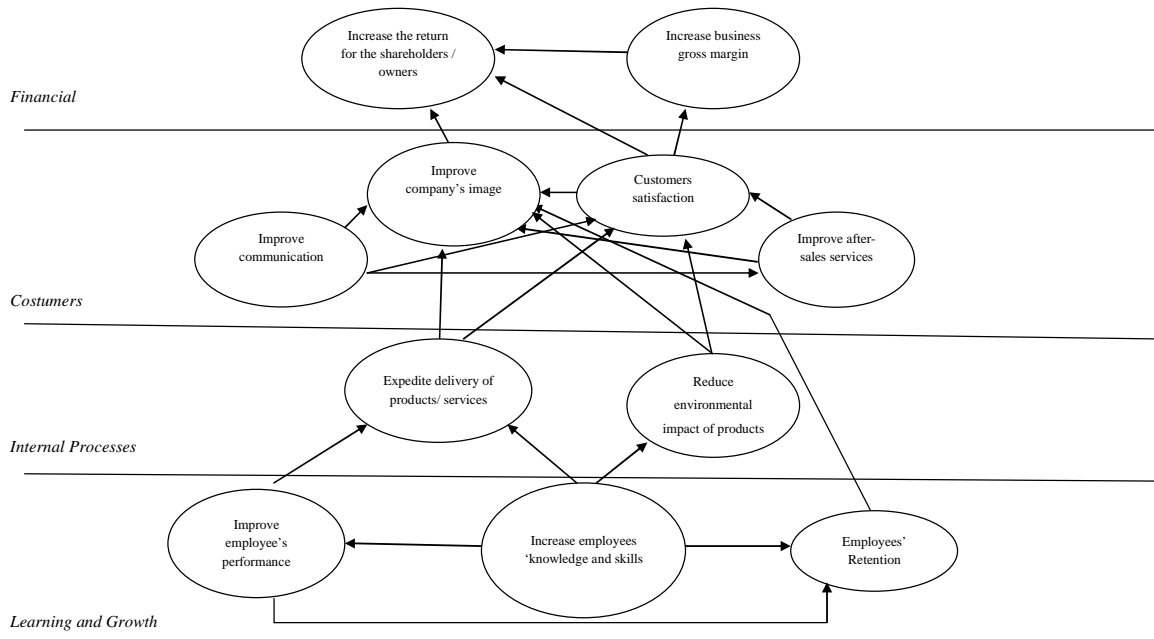 Increase the return
for the shareholders /
owners
Increase business
gross margin
Financial
Improve
company's image
Customers
satisfaction
Improve
communication
Improve after-
sales services
Costumers
Expedite delivery of
products/ services
Reduce
environmental
impact of products
Internal Processes
Improve
employee's
performance
Increase employees
‘knowledge and skills
Employees’
Retention
Learning and Growth